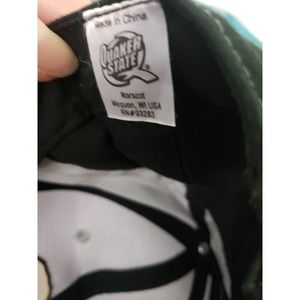 Made in China
QUAKER
STATE
Norscot
Mequon, WI USA
RN#93283